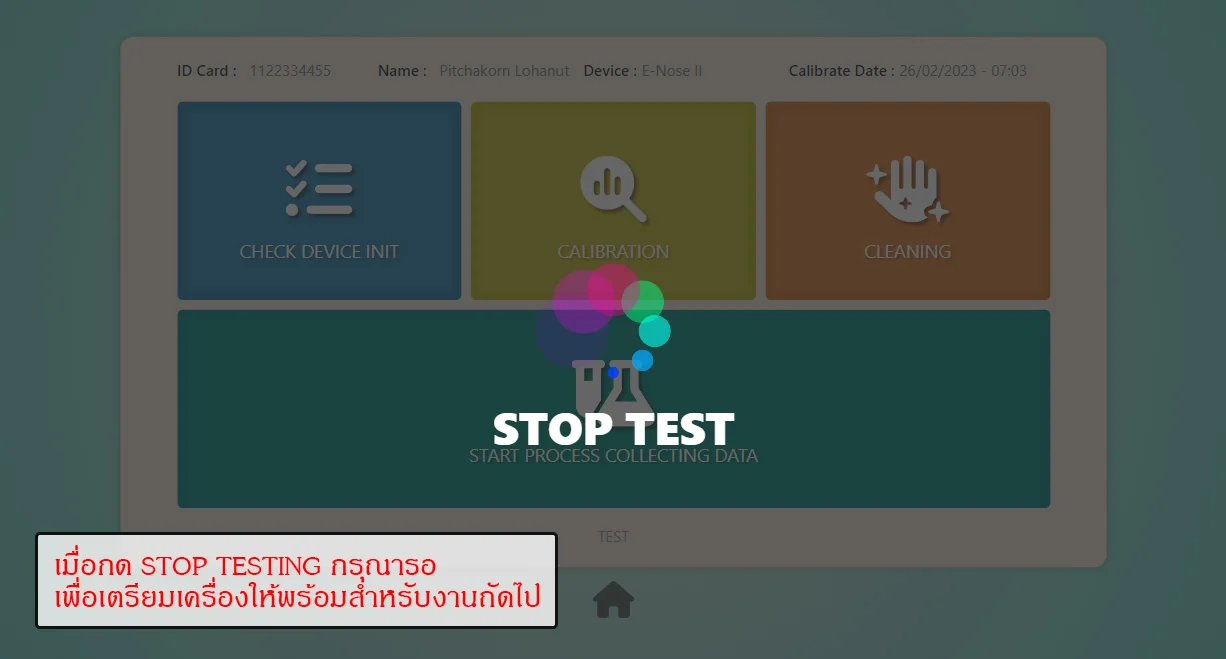 ID Card : 1122334455 Name : Pitchakorn Lohanut Device : E-Nose II Calibrate Date : 26/02/2023 - 07:03
CHECK DEVICE INIT
CALIBRATION
CLEANING
STOP TEST
START PROCESS COLLECTING DATA
TEST
เมื่อกด STOP TESTING กรุณารอ
เพื่อเตรียมเครื่องให้พร้อมสำหรับงานถัดไป